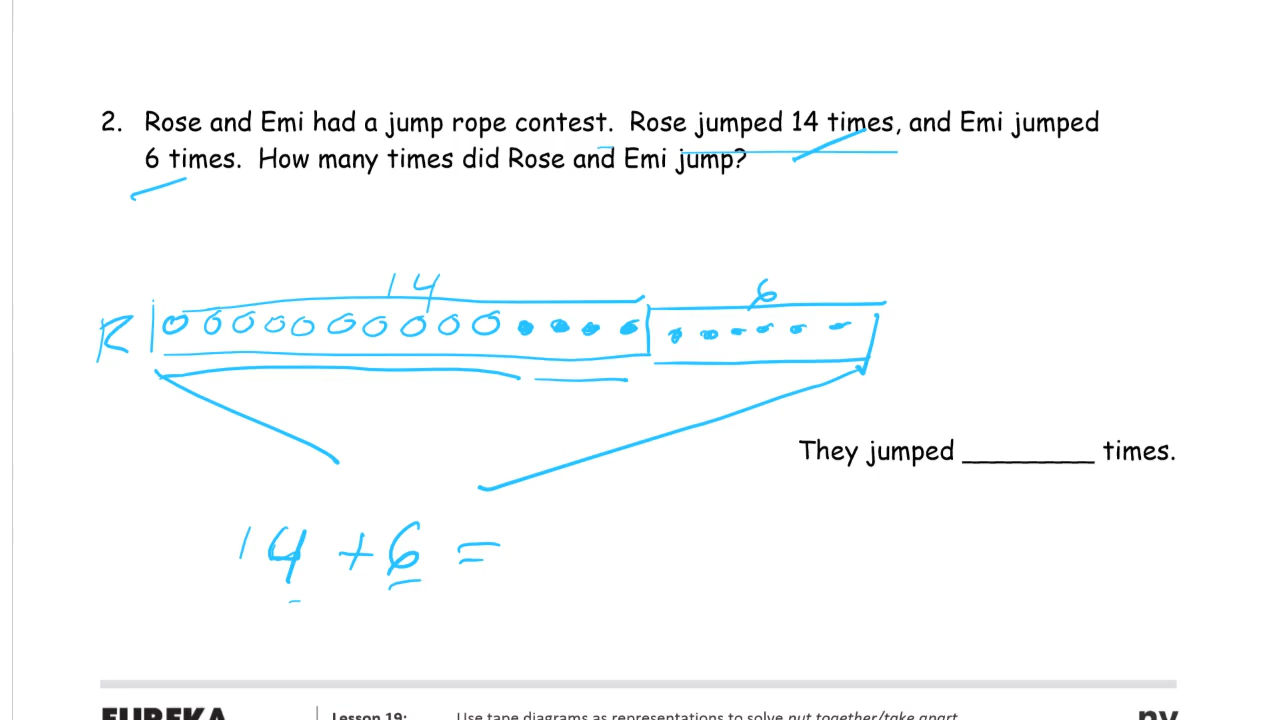 2. Rose and Emi had a jump rope contest. Rose jumped 14 times, and Emi jumped
6 times. How many times did Rose and Emi jump?
14
6
R
They jumped ________ times.
14 + 6 =
EUREKA
Lesson 19:
Use tape diagrams as representations to solve put together/take apart
ny